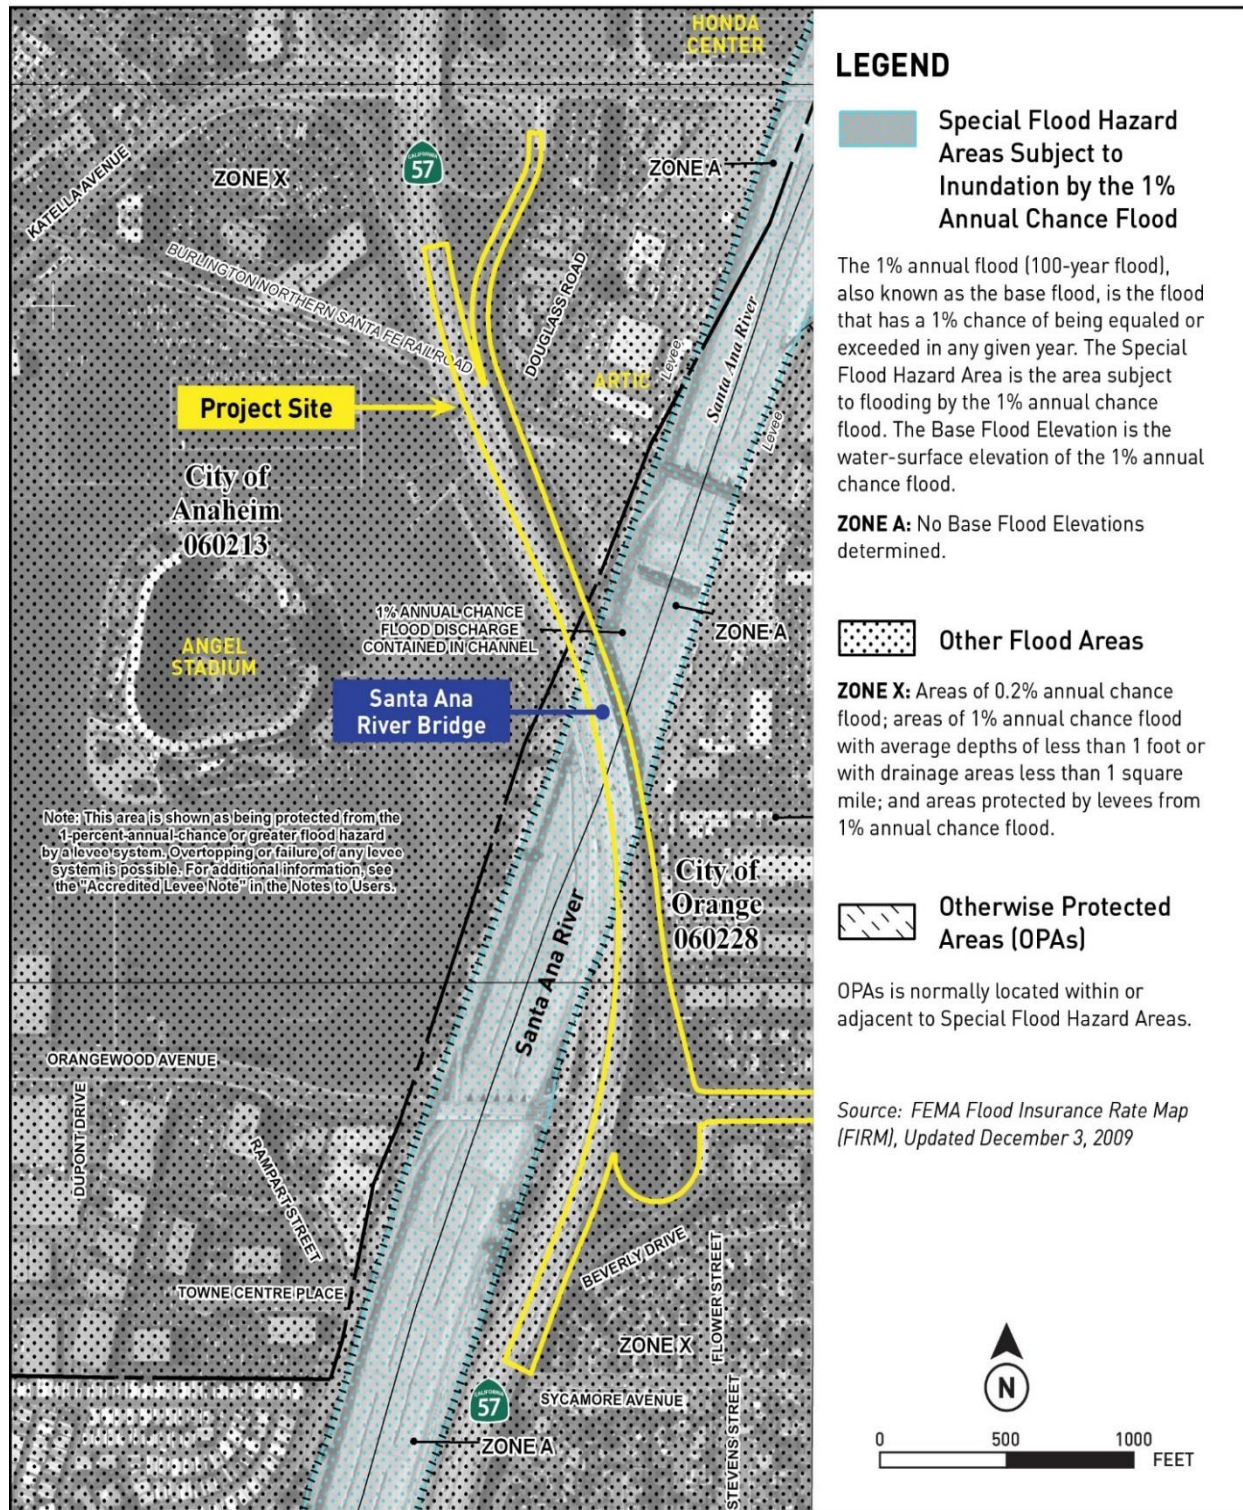 HONDA
CENTER
KATELLA AVENUE
ZONE X
CALIFORNIA
57
ZONE A
BURLINGTON NORTHERN SANTA FE RAILROAD
DOUGLASS ROAD
ARTIC
Levee
Santa Ana River
Levee
Project Site
City of
Anaheim
060213
1% ANNUAL CHANCE
FLOOD DISCHARGE
CONTAINED IN CHANNEL
ZONE A
ANGEL
STADIUM
Santa Ana
River Bridge
Note: This area is shown as being protected from the
1-percent-annual-chance or greater flood hazard
by a levee system. Overtopping or failure of any levee
system is possible. For additional information, see
the "Accredited Levee Note" in the Notes to Users.
City of
Orange
060228
Santa Ana River
ORANGEWOOD AVENUE
DUPONT DRIVE
RAMPART STREET
TOWNE CENTRE PLACE
BEVERLY DRIVE
FLOWER STREET
ZONE X
SYCAMORE AVENUE
CALIFORNIA
57
ZONE A
STEVENS STREET
LEGEND
Special Flood Hazard
Areas Subject to
Inundation by the 1%
Annual Chance Flood
The 1% annual flood (100-year flood),
also known as the base flood, is the flood
that has a 1% chance of being equaled or
exceeded in any given year. The Special
Flood Hazard Area is the area subject
to flooding by the 1% annual chance
flood. The Base Flood Elevation is the
water-surface elevation of the 1% annual
chance flood.
ZONE A: No Base Flood Elevations
determined.
Other Flood Areas
ZONE X: Areas of 0.2% annual chance
flood; areas of 1% annual chance flood
with average depths of less than 1 foot or
with drainage areas less than 1 square
mile; and areas protected by levees from
1% annual chance flood.
Otherwise Protected
Areas (OPAs)
OPAs is normally located within or
adjacent to Special Flood Hazard Areas.
Source: FEMA Flood Insurance Rate Map
(FIRM), Updated December 3, 2009
N
0 500 1000
FEET